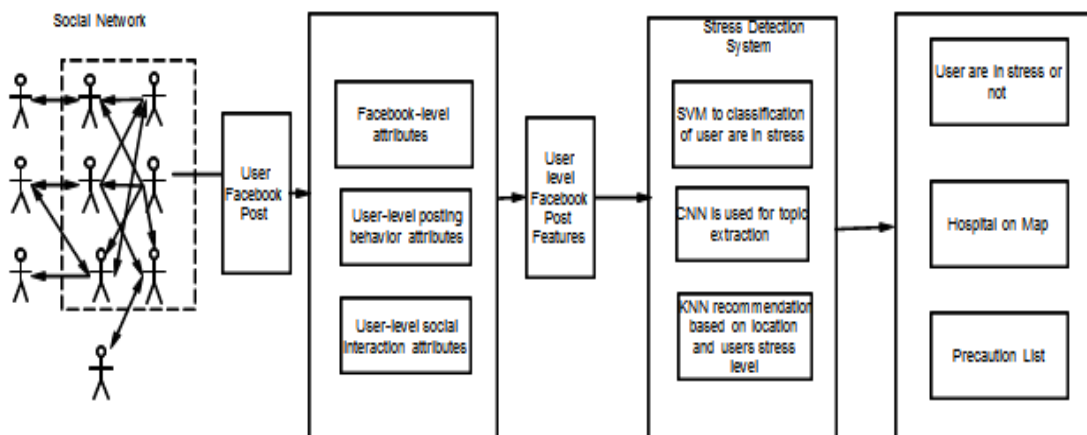 Social Network
User
Facebook
Post
Facebook-level
attributes
User-level posting
behavior attributes
User-level social
interaction attributes
User
level
Facebook
Post
Features
Stress Detection
System
SVM to classification
of user are in stress
CNN is used for topic
extraction
KNN recommendation
based on location
and users stress
level
User are in stress or
not
Hospital on Map
Precaution List